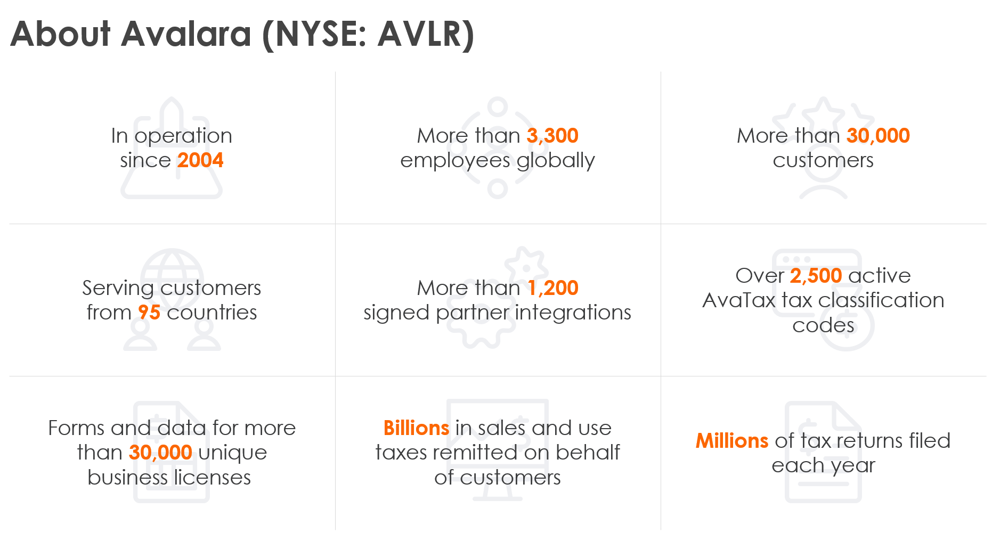 About Avalara (NYSE: AVLR)
In operation
since 2004
More than 3,300
employees globally
More than 30,000
customers
Serving customers
from 95 countries
More than 1,200
signed partner integrations
Over 2,500 active
AvaTax tax classification
codes
Forms and data for more
than 30,000 unique
business licenses
Billions in sales and use
taxes remitted on behalf
of customers
Millions of tax returns filed
each year